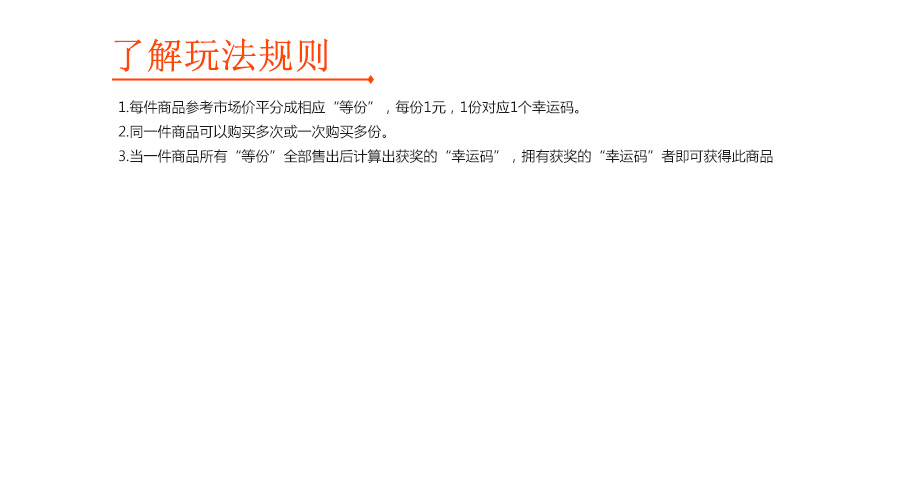 了解玩法规则
1.每件商品参考市场价平分成相应“等份”，每份1元，1份对应1个幸运码。
2.同一件商品可以购买多次或一次购买多份。
3.当一件商品所有“等份”全部售出后计算出获奖的“幸运码”，拥有获奖的“幸运码”者即可获得此商品